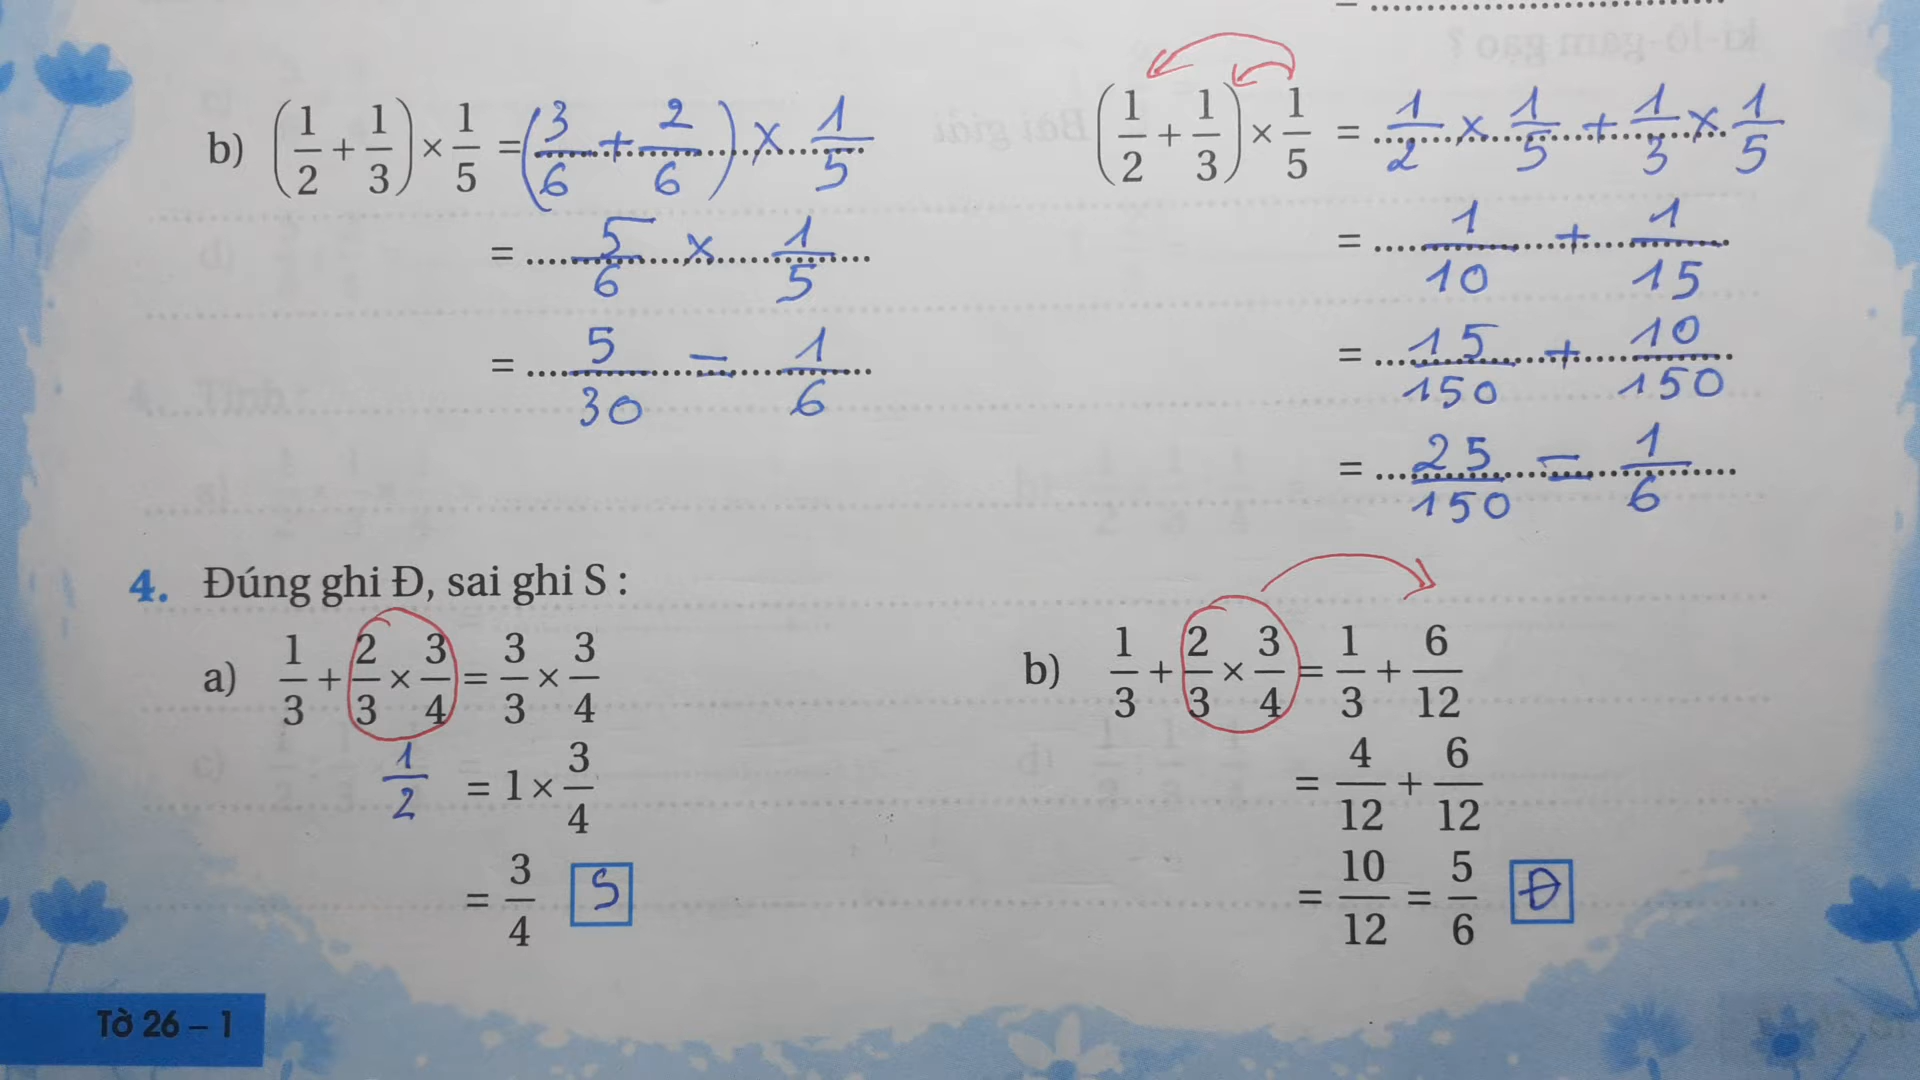 b) (1/2 + 1/3) × 1/5 = (3/6 + 2/6) × 1/5
= 5/6 × 1/5
= 5/30 = 1/6
(1/2 + 1/3) × 1/5 = 1/2 × 1/5 + 1/3 × 1/5
= 1/10 + 1/15
= 15/150 + 10/150
= 25/150 = 1/6
4. Đúng ghi Đ, sai ghi S :
a) 1/3 + 2/3 × 3/4 = 3/3 × 3/4
1/2 = 1 × 3/4
= 3/4 S
b) 1/3 + 2/3 × 3/4 = 1/3 + 6/12
= 4/12 + 6/12
= 10/12 = 5/6 Đ
Tờ 26 – 1